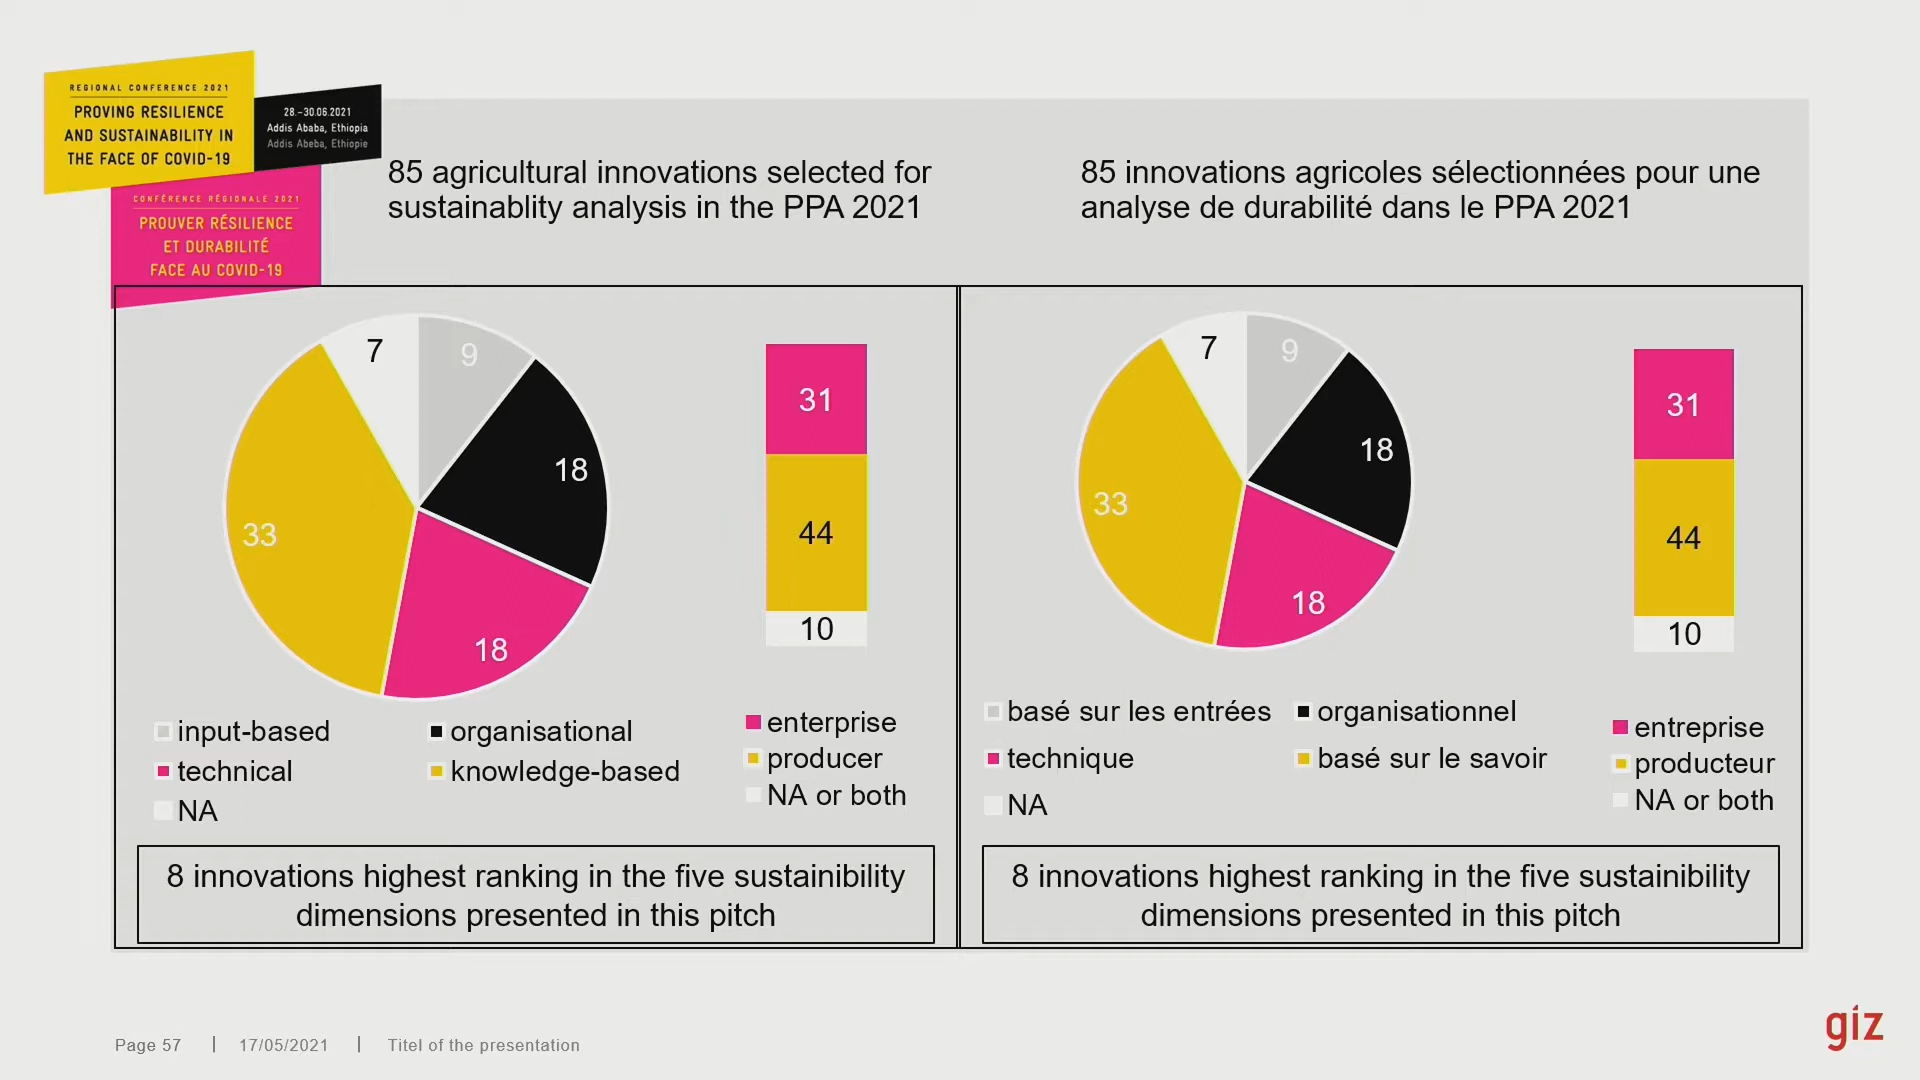 REGIONAL CONFERENCE 2021
PROVING RESILIENCE
AND SUSTAINABILITY IN
THE FACE OF COVID-19
28.–30.06.2021
Addis Ababa, Ethiopia
Addis Abeba, Ethiopie
CONFÉRENCE RÉGIONALE 2021
PROUVER RÉSILIENCE
ET DURABILITÉ
FACE AU COVID-19
85 agricultural innovations selected for
sustainablity analysis in the PPA 2021
85 innovations agricoles sélectionnées pour une
analyse de durabilité dans le PPA 2021
7
9
18
33
18
31
44
10
input-based
organisational
technical
knowledge-based
NA
enterprise
producer
NA or both
8 innovations highest ranking in the five sustainibility
dimensions presented in this pitch
7
9
18
33
18
31
44
10
basé sur les entrées
organisationnel
technique
basé sur le savoir
NA
entreprise
producteur
NA or both
8 innovations highest ranking in the five sustainibility
dimensions presented in this pitch
Page 57 | 17/05/2021 | Titel of the presentation
giz